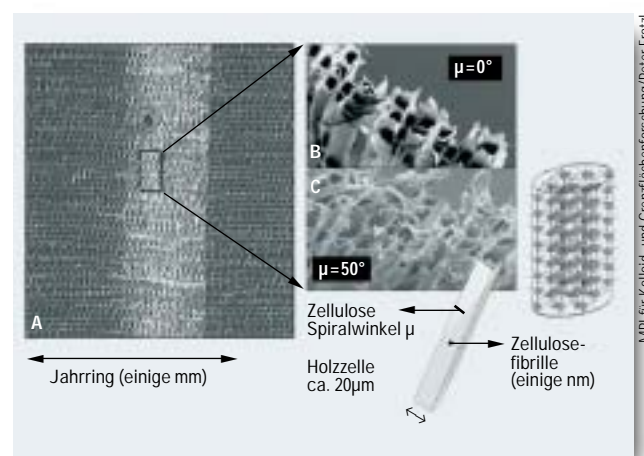 A
B
µ=0°
C
µ=50°
Jahrring (einige mm)
Zellulose
Spiralwinkel µ
Holzzelle
ca. 20µm
Zellulose-
fibrille
(einige nm)
MPI für Kolloid- und Grenzflächenforschung/Peter Fratzl